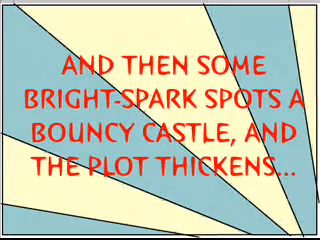 AND THEN SOME
BRIGHT-SPARK SPOTS A
BOUNCY CASTLE, AND
THE PLOT THICKENS...